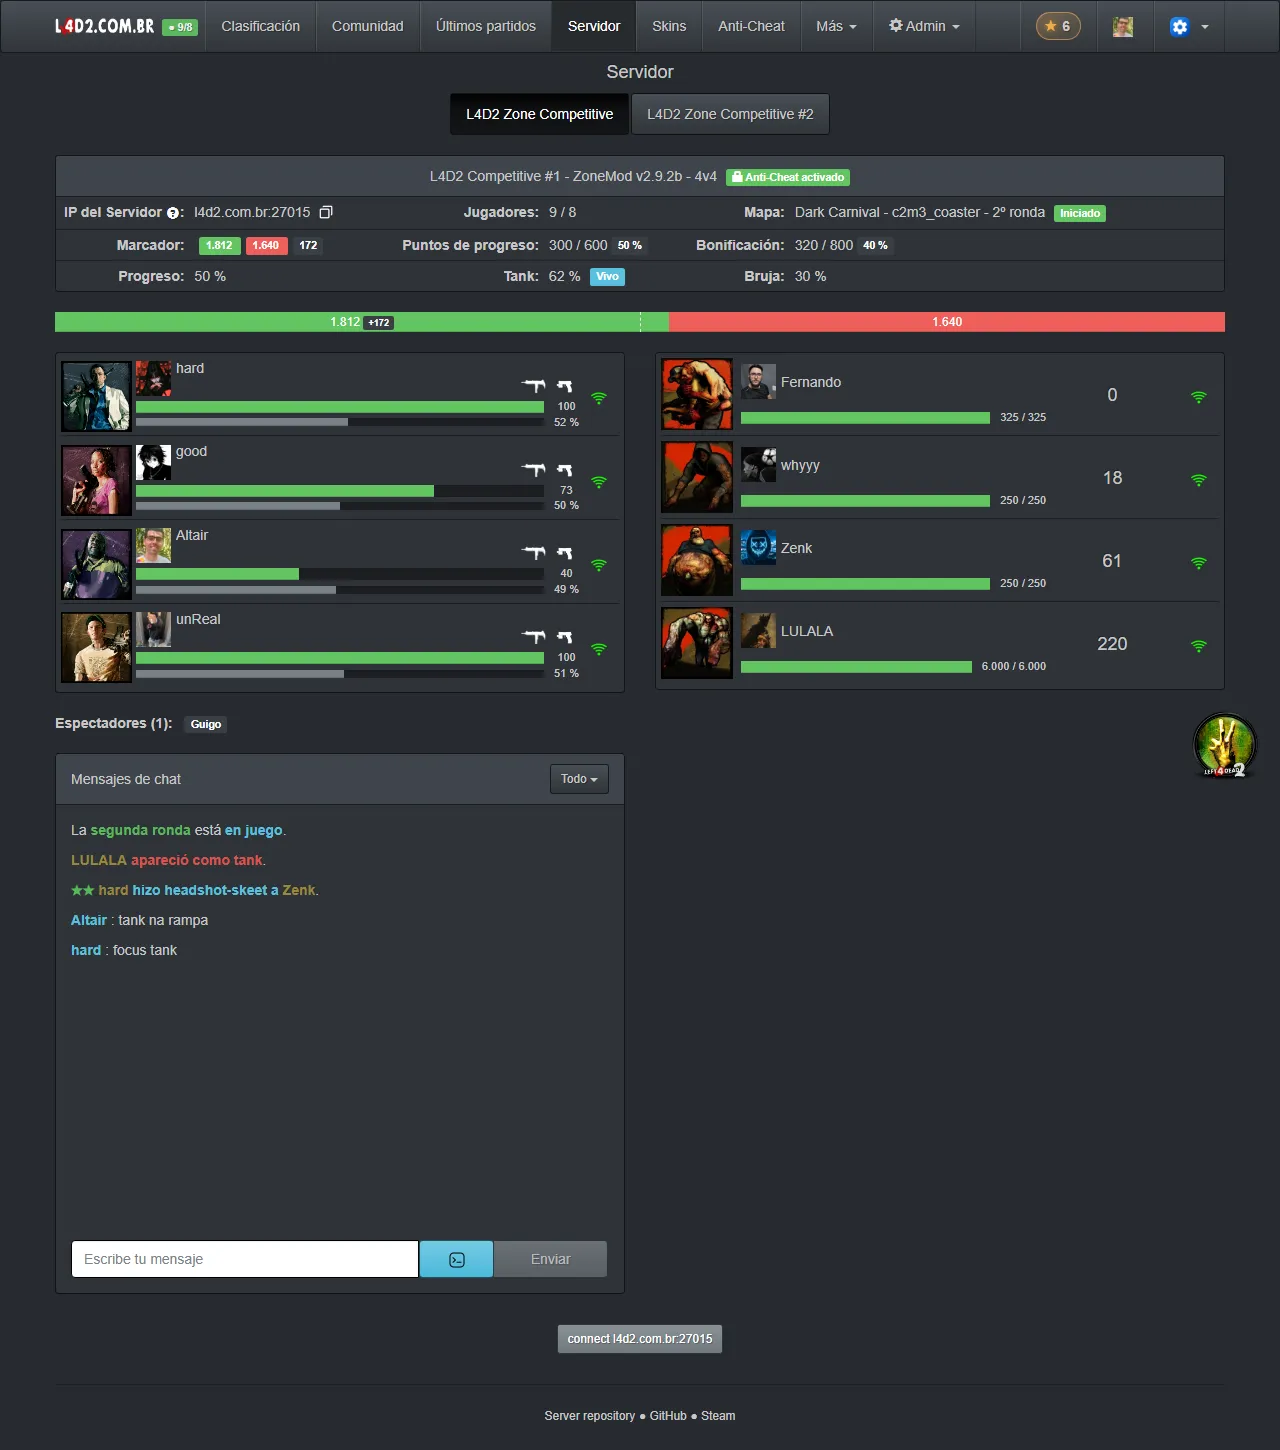 L4D2.COM.BR ● 9/8 Clasificación Comunidad Últimos partidos Servidor Skins Anti-Cheat Más Admin ★ 6
Servidor
L4D2 Zone Competitive L4D2 Zone Competitive #2
L4D2 Competitive #1 - ZoneMod v2.9.2b - 4v4 Anti-Cheat activado
IP del Servidor ?: l4d2.com.br:27015 Jugadores: 9 / 8 Mapa: Dark Carnival - c2m3_coaster - 2º ronda Iniciado
Marcador: 1.812 1.640 172 Puntos de progreso: 300 / 600 50 % Bonificación: 320 / 800 40 %
Progreso: 50 % Tank: 62 % Vivo Bruja: 30 %
1.812 +172 1.640
hard
100
52 %
good
73
50 %
Altair
40
49 %
unReal
100
51 %
Fernando
0
325 / 325
whyyy
18
250 / 250
Zenk
61
250 / 250
LULALA
220
6.000 / 6.000
Espectadores (1): Guigo
LEFT 4 DEAD 2
Mensajes de chat Todo
La segunda ronda está en juego.
LULALA apareció como tank.
★★ hard hizo headshot-skeet a Zenk.
Altair : tank na rampa
hard : focus tank
Escribe tu mensaje Enviar
connect l4d2.com.br:27015
Server repository ● GitHub ● Steam